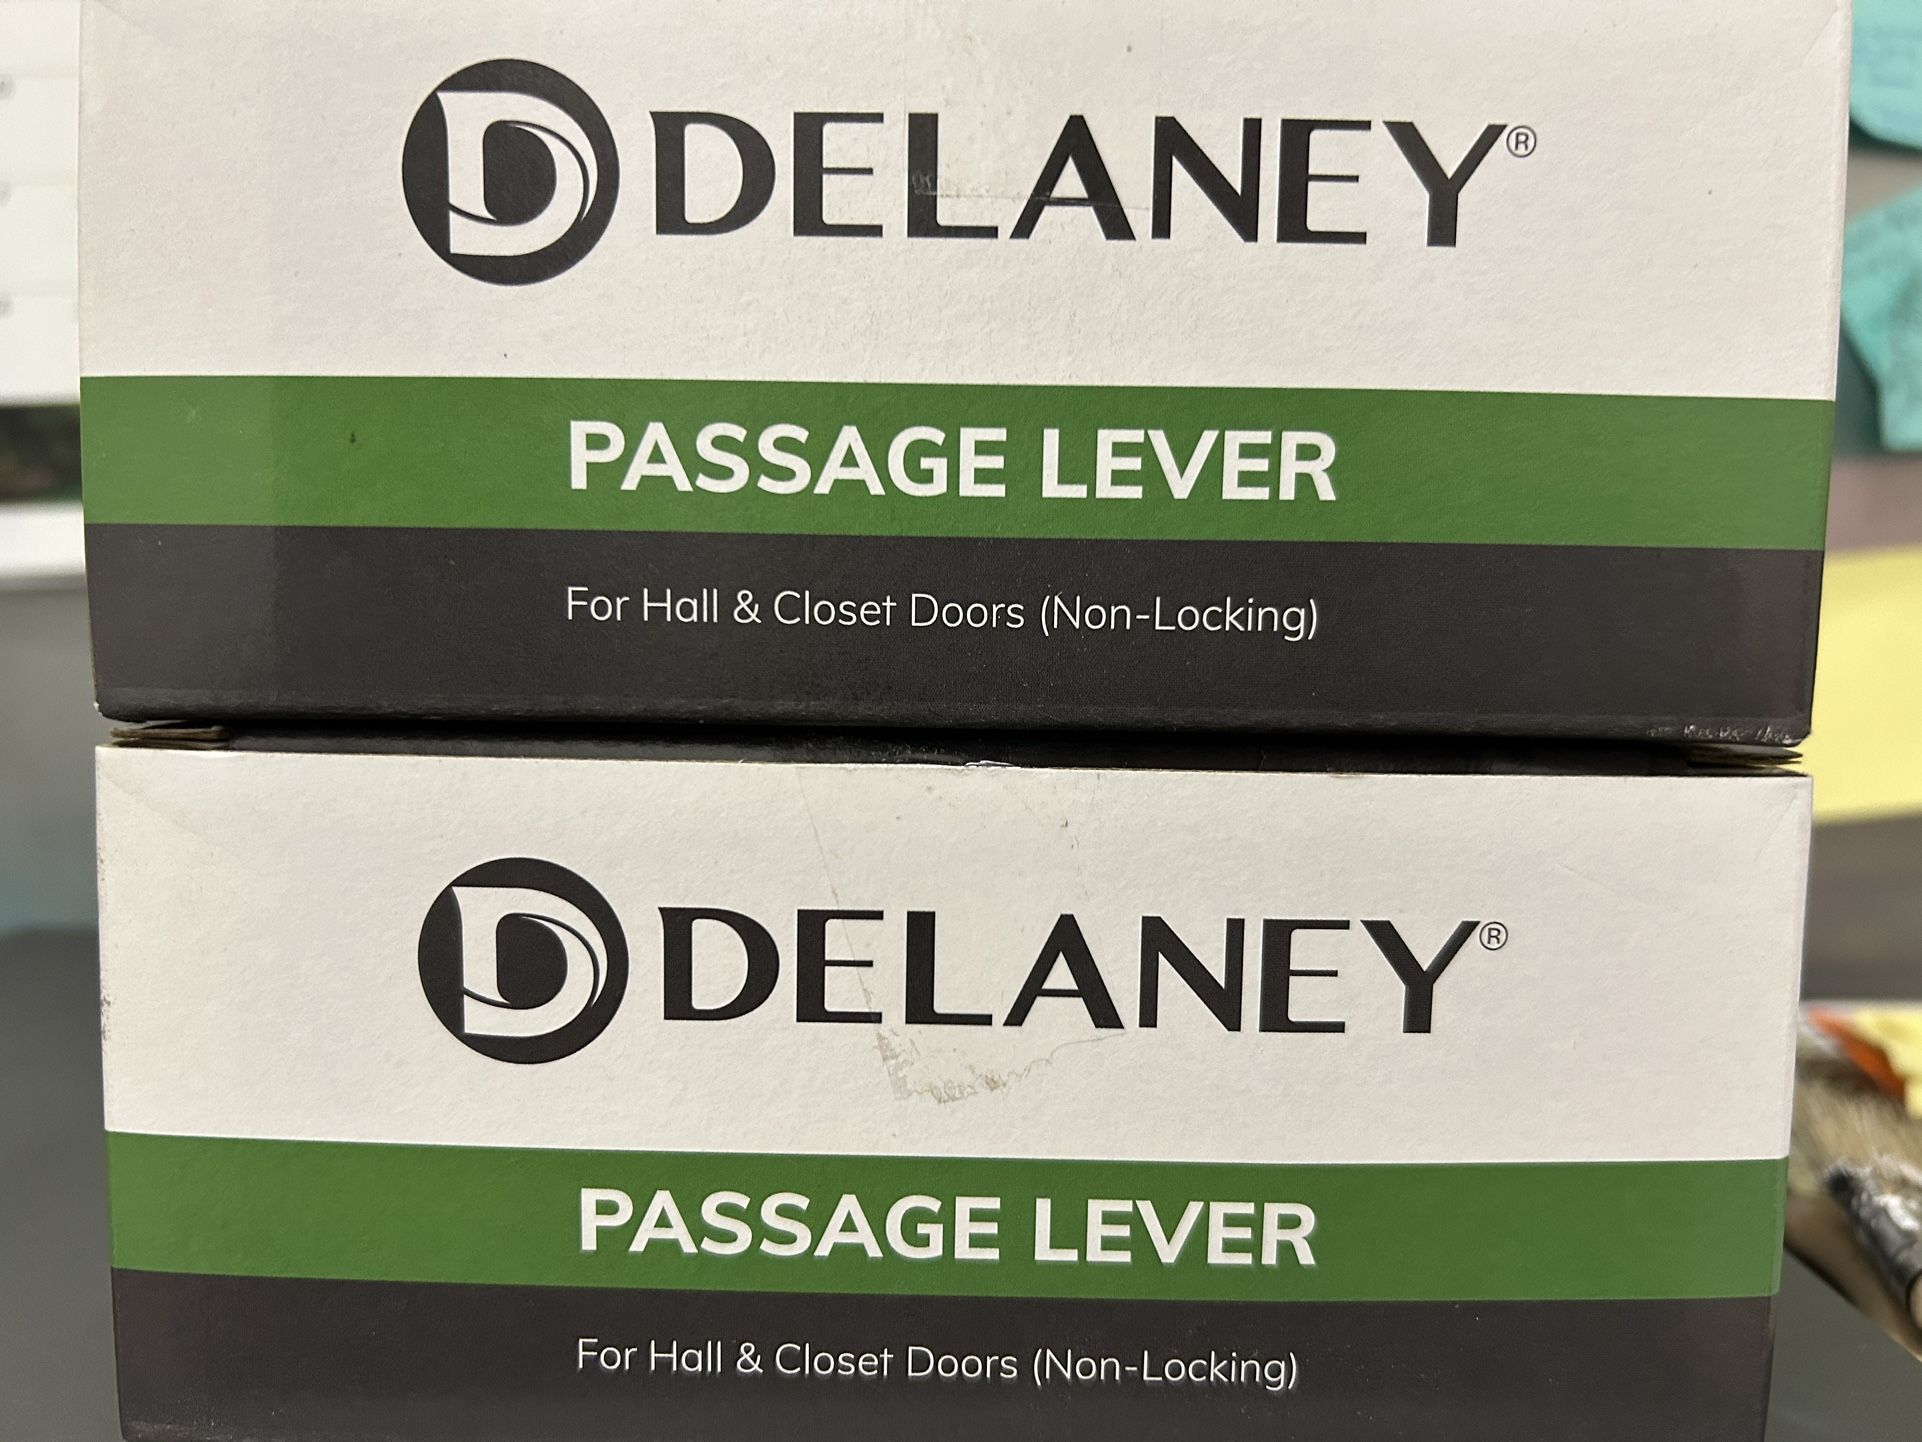 DELANEY®
PASSAGE LEVER
For Hall & Closet Doors (Non-Locking)
DELANEY®
PASSAGE LEVER
For Hall & Closet Doors (Non-Locking)